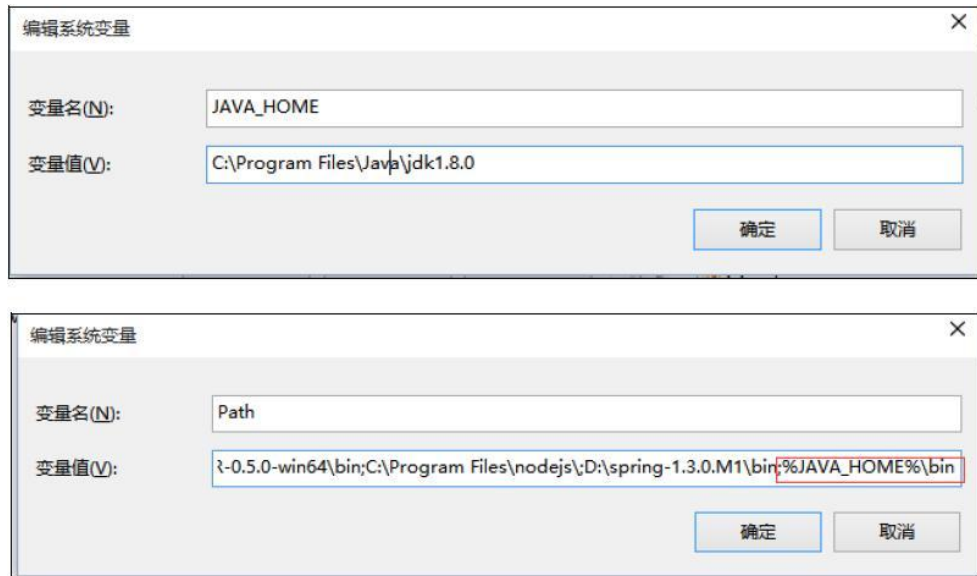 编辑系统变量
变量名(N):
JAVA_HOME
变量值(V):
C:\Program Files\Java\jdk1.8.0
确定
取消
编辑系统变量
变量名(N):
Path
变量值(V):
-0.5.0-win64\bin;C:\Program Files\nodejs\;D:\spring-1.3.0.M1\bin;%JAVA_HOME%\bin
确定
取消